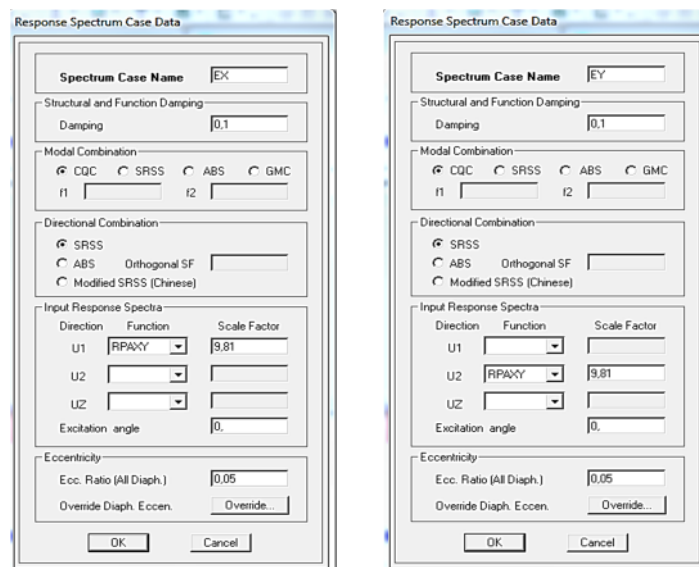 Response Spectrum Case Data
Spectrum Case Name EX
Structural and Function Damping
Damping 0,1
Modal Combination
CQC SRSS ABS GMC
f1 f2
Directional Combination
SRSS
ABS Orthogonal SF
Modified SRSS (Chinese)
Input Response Spectra
Direction Function Scale Factor
U1 RPAXY 9,81
U2
UZ
Excitation angle 0,
Eccentricity
Ecc. Ratio (All Diaph.) 0,05
Override Diaph. Eccen. Override...
OK Cancel
Response Spectrum Case Data
Spectrum Case Name EY
Structural and Function Damping
Damping 0,1
Modal Combination
CQC SRSS ABS GMC
f1 f2
Directional Combination
SRSS
ABS Orthogonal SF
Modified SRSS (Chinese)
Input Response Spectra
Direction Function Scale Factor
U1
U2 RPAXY 9,81
UZ
Excitation angle 0,
Eccentricity
Ecc. Ratio (All Diaph.) 0,05
Override Diaph. Eccen. Override...
OK Cancel